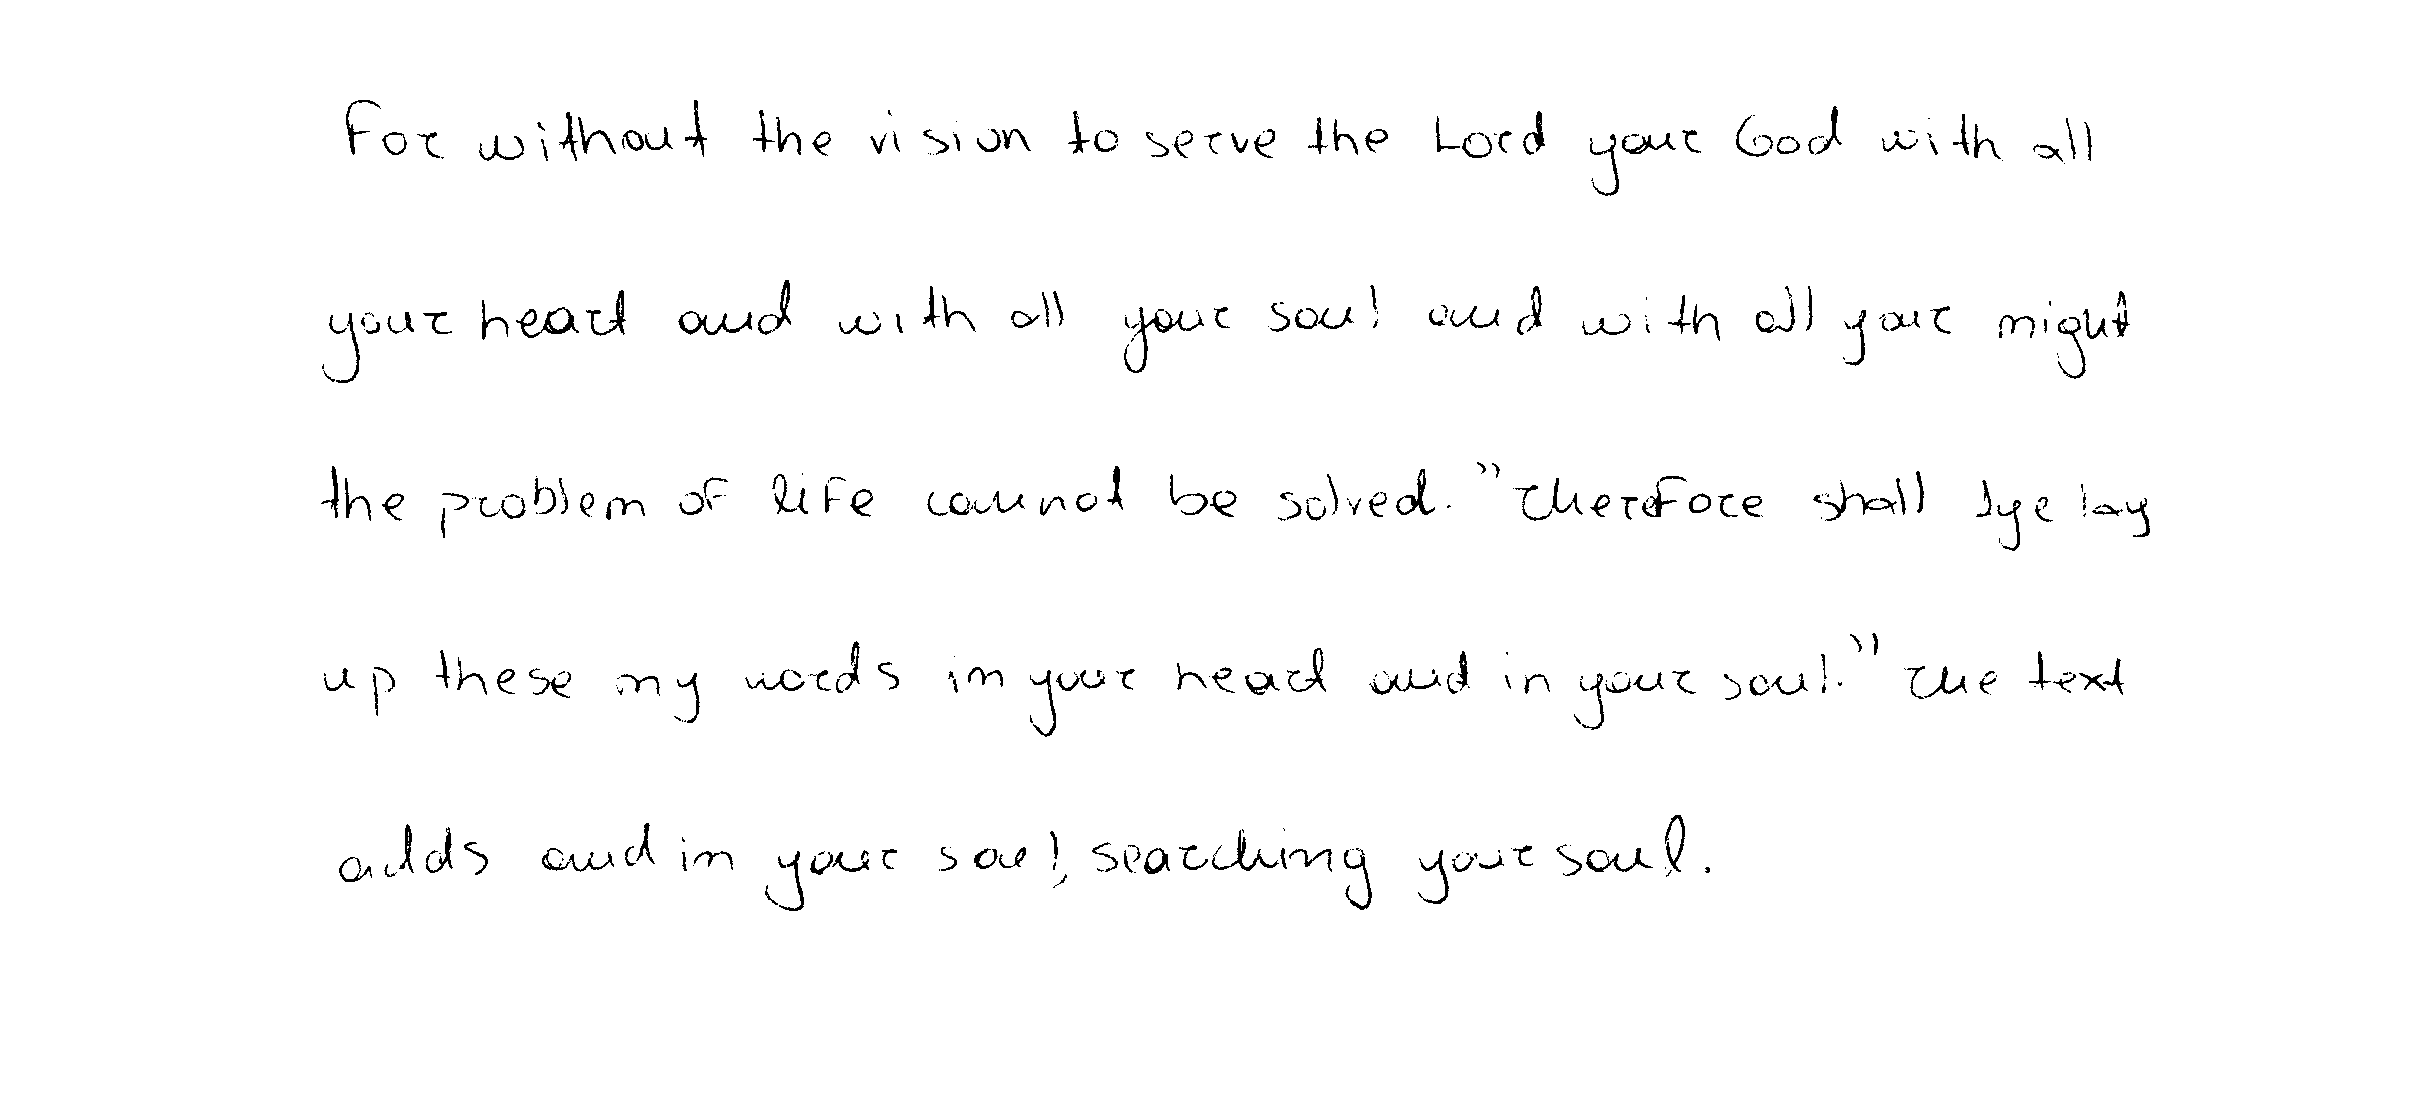 For without the vision to serve the Lord your God with all
your heart and with all your soul and with all your might
the problem of life cannot be solved. "Therefore shall lye lay
up these my words in your heart and in your soul." The text
adds and in your soul, searching your soul.